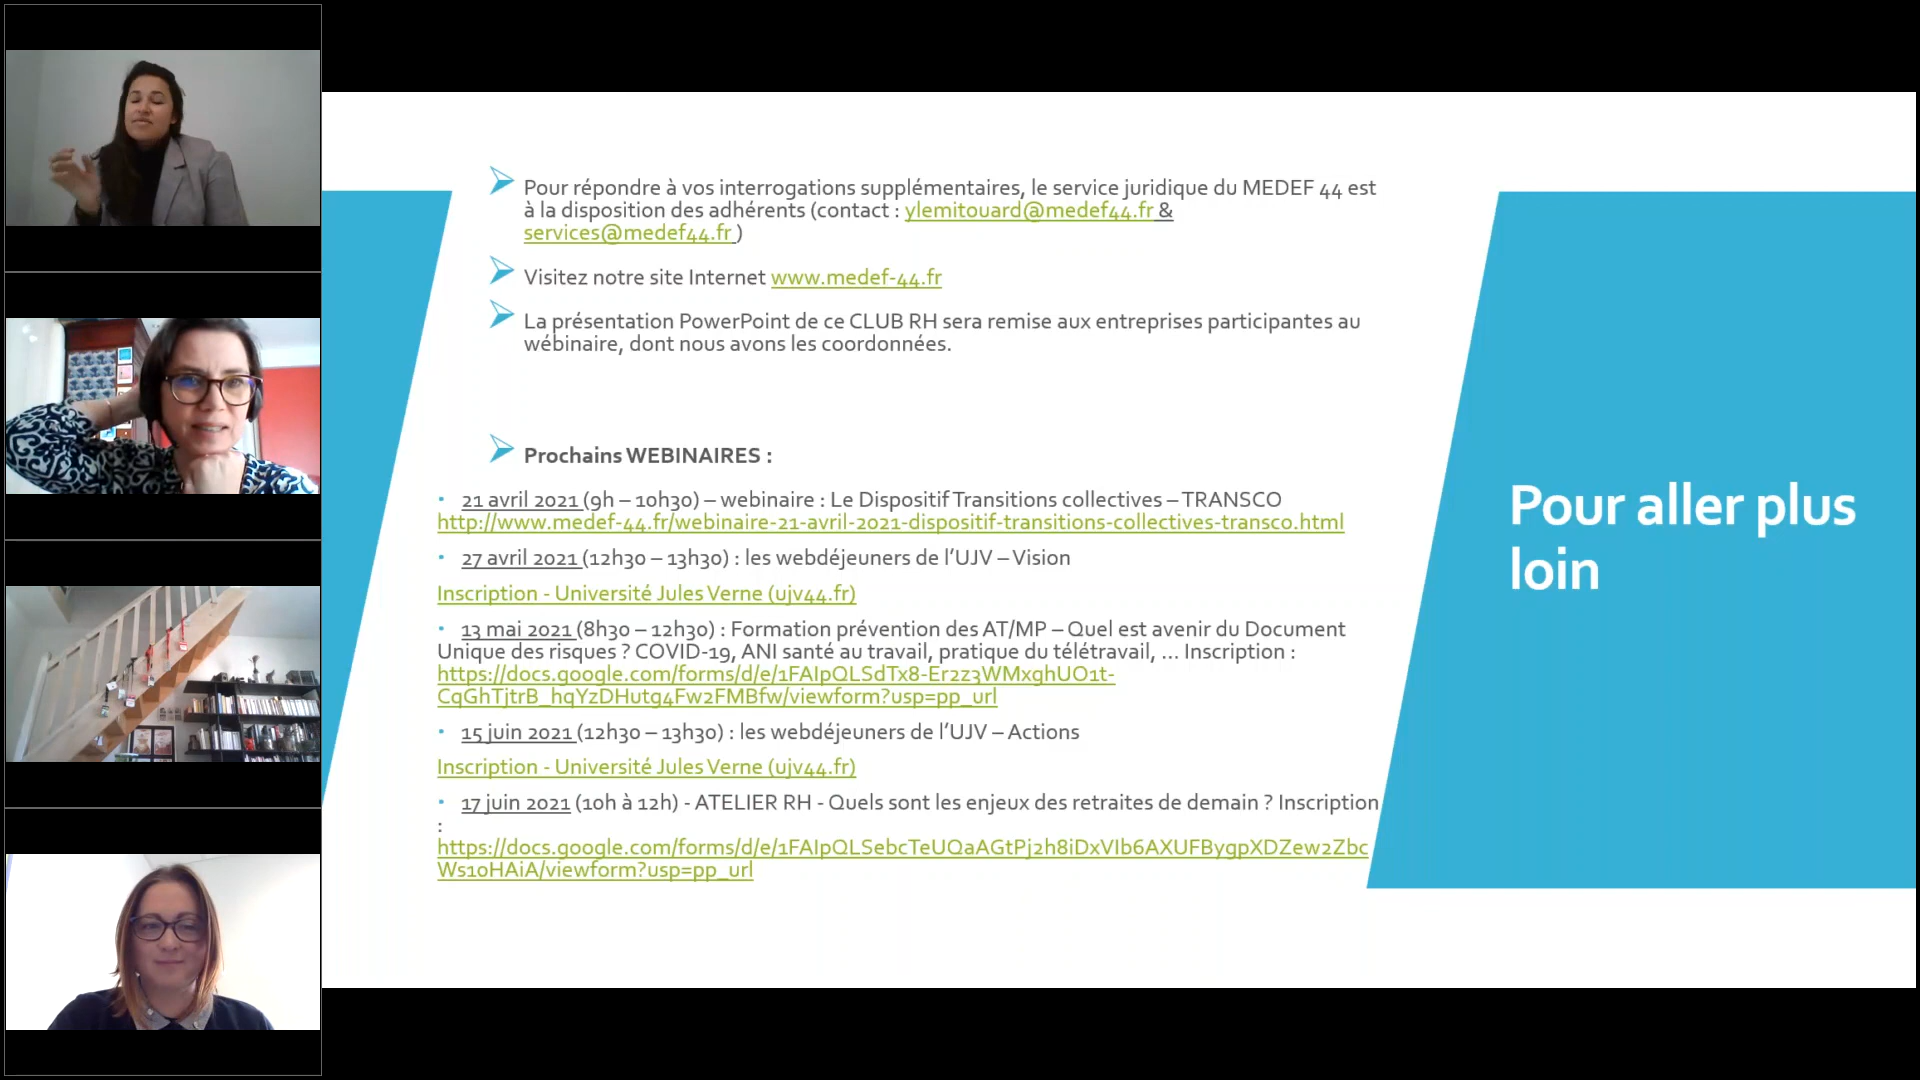 Pour répondre à vos interrogations supplémentaires, le service juridique du MEDEF 44 est
à la disposition des adhérents (contact : ylemitouard@medef44.fr &
services@medef44.fr )
Visitez notre site Internet www.medef-44.fr
La présentation PowerPoint de ce CLUB RH sera remise aux entreprises participantes au
wébinaire, dont nous avons les coordonnées.
Prochains WEBINAIRES :
• 21 avril 2021 (9h – 10h30) – webinaire : Le Dispositif Transitions collectives – TRANSCO
http://www.medef-44.fr/webinaire-21-avril-2021-dispositif-transitions-collectives-transco.html
• 27 avril 2021 (12h30 – 13h30) : les webdéjeuners de l’UJV – Vision
Inscription - Université Jules Verne (ujv44.fr)
• 13 mai 2021 (8h30 – 12h30) : Formation prévention des AT/MP – Quel est avenir du Document
Unique des risques ? COVID-19, ANI santé au travail, pratique du télétravail, … Inscription :
https://docs.google.com/forms/d/e/1FAIpQLSdTx8-Er2z3WMxghUO1t-
CqGhTjtrB_hqYzDHutg4Fw2FMBfw/viewform?usp=pp_url
• 15 juin 2021 (12h30 – 13h30) : les webdéjeuners de l’UJV – Actions
Inscription - Université Jules Verne (ujv44.fr)
• 17 juin 2021 (10h à 12h) - ATELIER RH - Quels sont les enjeux des retraites de demain ? Inscription
:
https://docs.google.com/forms/d/e/1FAIpQLSebcTeUQaAGtPj2h8iDxVIb6AXUFBygpXDZew2Zbc
Ws10HAiA/viewform?usp=pp_url
Pour aller plus
loin